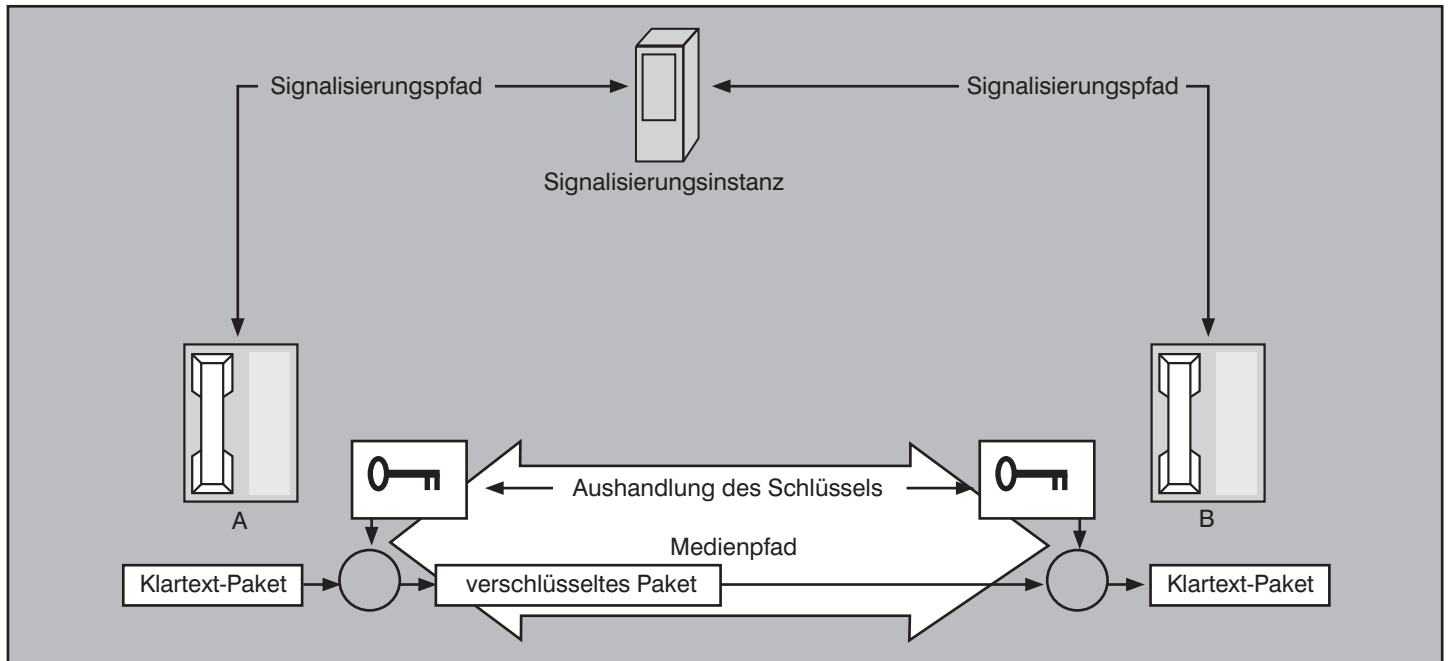 Signalisierungspfad
Signalisierungspfad
Signalisierungsinstanz
A
B
Aushandlung des Schlüssels
Medienpfad
Klartext-Paket
verschlüsseltes Paket
Klartext-Paket